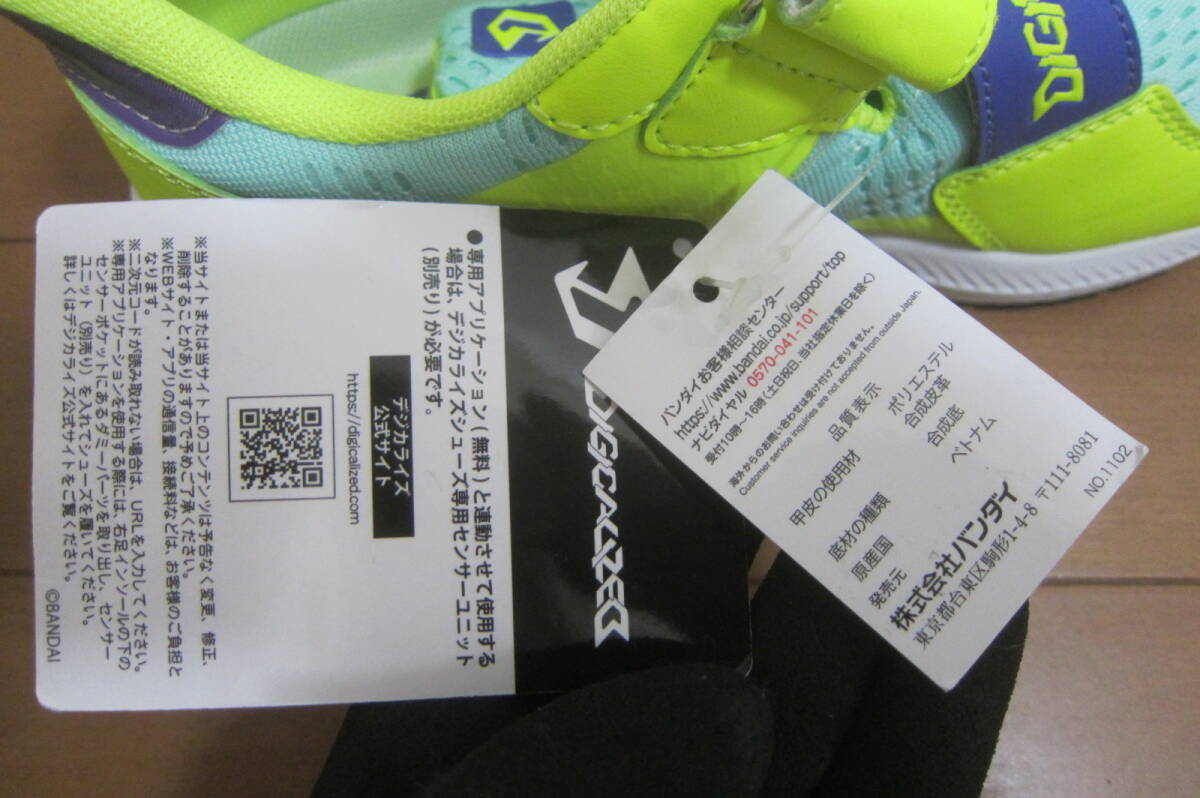 DIGI
DIGICALIZED
●専用アプリケーション(無料)と連動させて使用する
場合は、デジカライズシューズ専用センサーユニット
(別売り)が必要です。
デジカライズ
公式サイト
https://digicalized.com
※当サイトまたは当サイト上のコンテンツは予告なく変更、修正、
削除することがありますので予めご了承ください。
※WEBサイト・アプリの通信量、接続料などは、お客様のご負担と
なります。
※二次元コードが読み取れない場合は、URLを入力してください。
※専用アプリケーションを使用する際には、右足インソールの下の
センサーポケットにあるダミーパーツを取り出し、センサー
ユニット(別売り)を入れてシューズを履いてください。
詳しくはデジカライズ公式サイトをご覧ください。
©BANDAI
バンダイお客様相談センター
https://www.bandai.co.jp/support/top
ナビダイヤル 0570-041-101
受付10時〜16時(土日祝日、当社指定休業日を除く)
海外からのお問い合わせは受け付けておりません。
Customer service inquiries are not accepted from outside Japan.
品質表示
甲皮の使用材 ポリエステル
合成皮革
底材の種類 合成底
原産国 ベトナム
発売元
株式会社バンダイ
東京都台東区駒形1-4-8 〒111-8081
NO.1102